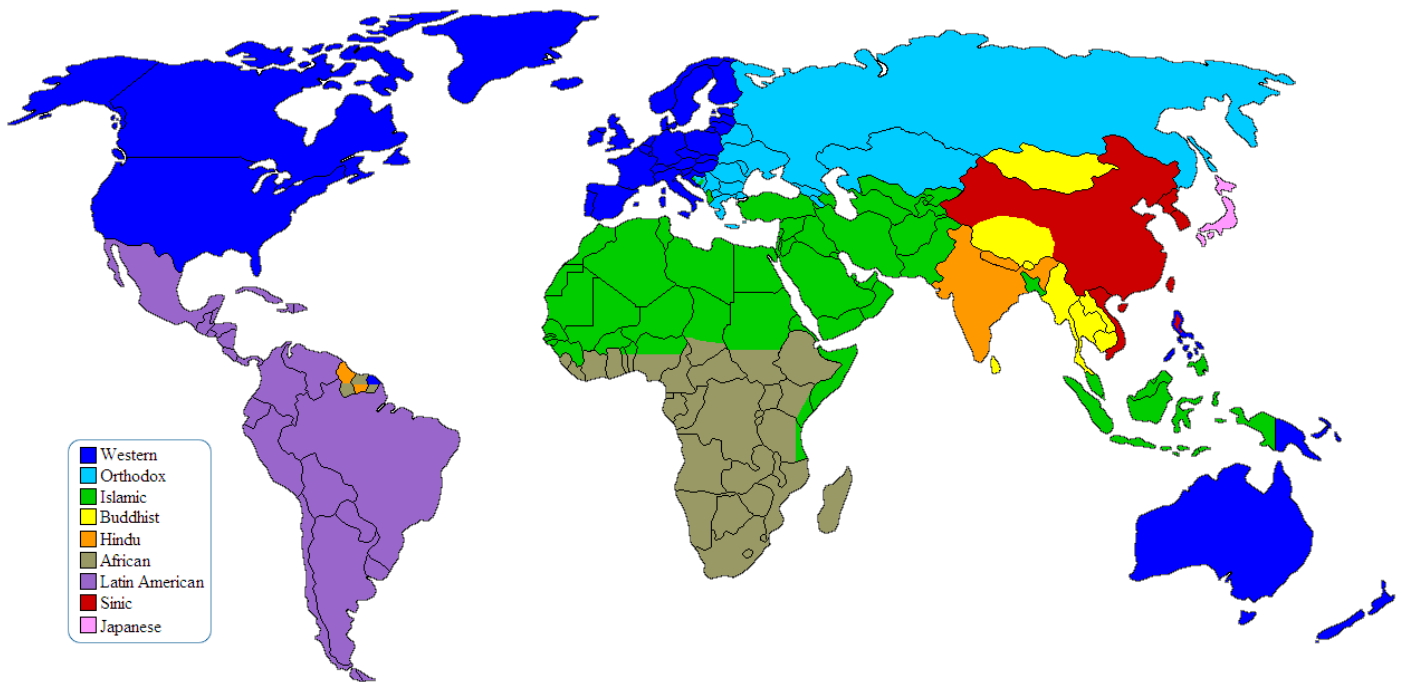 Western
Orthodox
Islamic
Buddhist
Hindu
African
Latin American
Sinic
Japanese